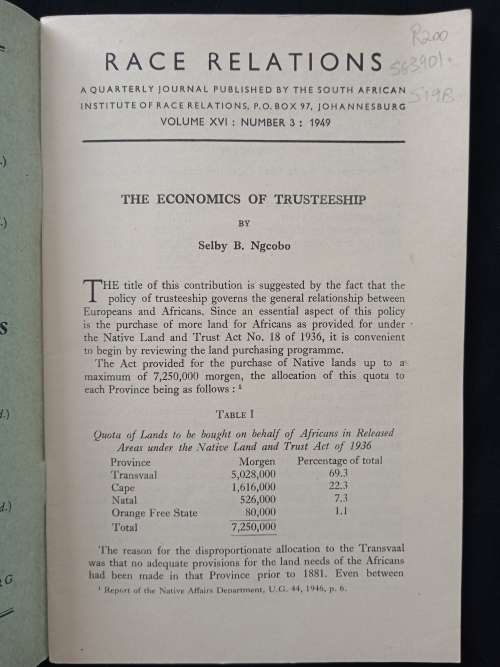 RACE RELATIONS
A QUARTERLY JOURNAL PUBLISHED BY THE SOUTH AFRICAN
INSTITUTE OF RACE RELATIONS, P.O. BOX 97, JOHANNESBURG
VOLUME XVI : NUMBER 3 : 1949
R200
THE ECONOMICS OF TRUSTEESHIP
BY
Selby B. Ngcobo
THE title of this contribution is suggested by the fact that the
policy of trusteeship governs the general relationship between
Europeans and Africans. Since an essential aspect of this policy
is the purchase of more land for Africans as provided for under
the Native Land and Trust Act No. 18 of 1936, it is convenient
to begin by reviewing the land purchasing programme.
The Act provided for the purchase of Native lands up to a
maximum of 7,250,000 morgen, the allocation of this quota to
each Province being as follows : ¹
TABLE I
Quota of Lands to be bought on behalf of Africans in Released
Areas under the Native Land and Trust Act of 1936
Province Morgen Percentage of total
Transvaal 5,028,000 69.3
Cape 1,616,000 22.3
Natal 526,000 7.3
Orange Free State 80,000 1.1
Total 7,250,000
The reason for the disproportionate allocation to the Transvaal
was that no adequate provisions for the land needs of the Africans
had been made in that Province prior to 1881. Even between
¹ Report of the Native Affairs Department, U.G. 44, 1946, p. 6.